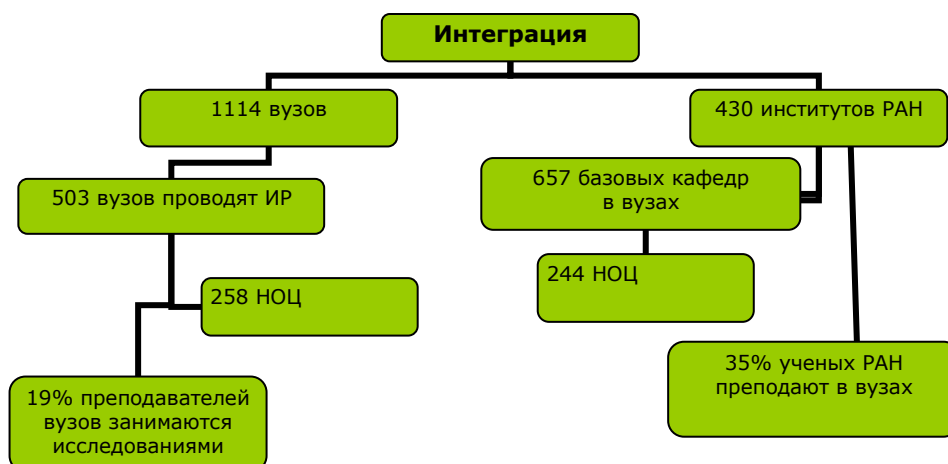 Интеграция
1114 вузов
430 институтов РАН
503 вузов проводят ИР
657 базовых кафедр
в вузах
258 НОЦ
244 НОЦ
19% преподавателей
вузов занимаются
исследованиями
35% ученых РАН
преподают в вузах